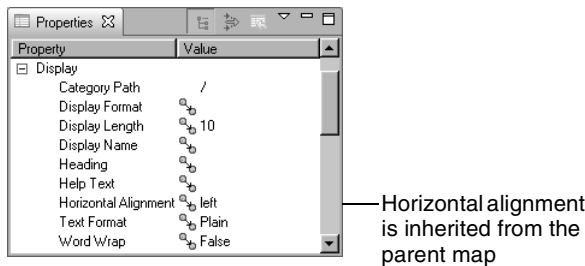 Properties
Property Value
Display
Category Path /
Display Format
Display Length 10
Display Name
Heading
Help Text
Horizontal Alignment left
Text Format Plain
Word Wrap False
Horizontal alignment
is inherited from the
parent map